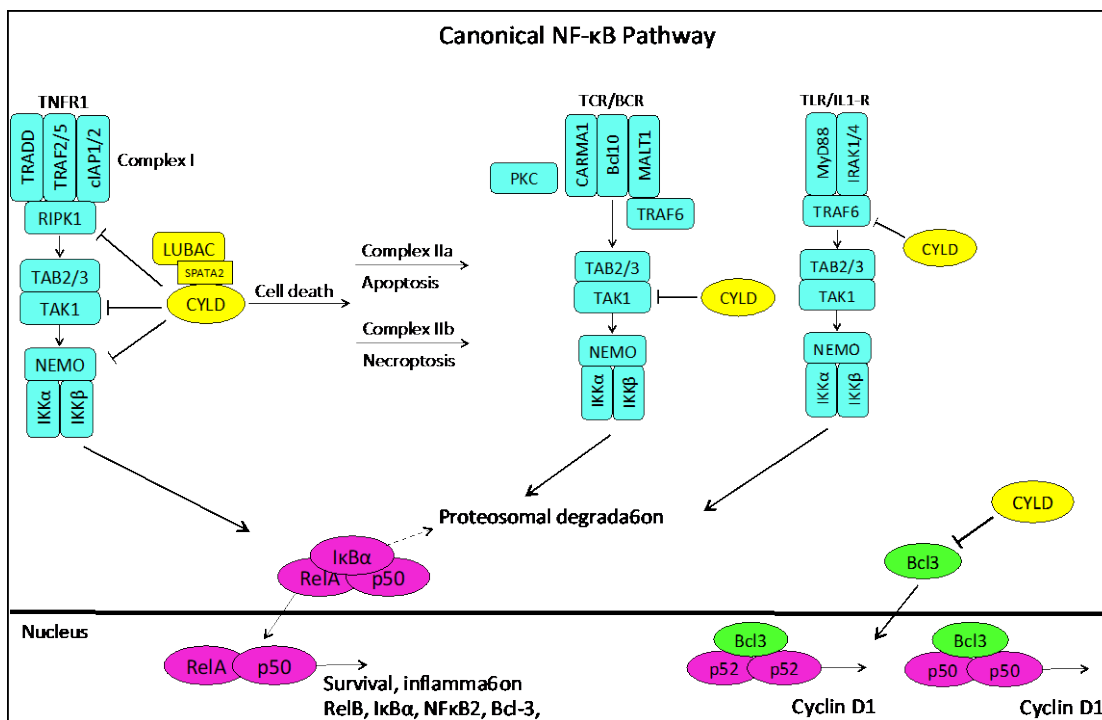 Canonical NF-κB Pathway
TNFR1
TRADD
TRAF2/5
cIAP1/2
Complex I
RIPK1
TAB2/3
TAK1
NEMO
IKKα
IKKβ
LUBAC
SPATA2
CYLD
Cell death
Complex IIa
Apoptosis
Complex IIb
Necroptosis
TCR/BCR
PKC
CARMA1
Bcl10
MALT1
TRAF6
TAB2/3
TAK1
CYLD
NEMO
IKKα
IKKβ
TLR/IL1-R
MyD88
IRAK1/4
TRAF6
CYLD
TAB2/3
TAK1
NEMO
IKKα
IKKβ
Proteosomal degrada6on
IκBα
RelA
p50
CYLD
Bcl3
Nucleus
RelA
p50
Survival, inflamma6on
RelB, IκBα, NFκB2, Bcl-3,
Bcl3
p52
p52
Cyclin D1
Bcl3
p50
p50
Cyclin D1